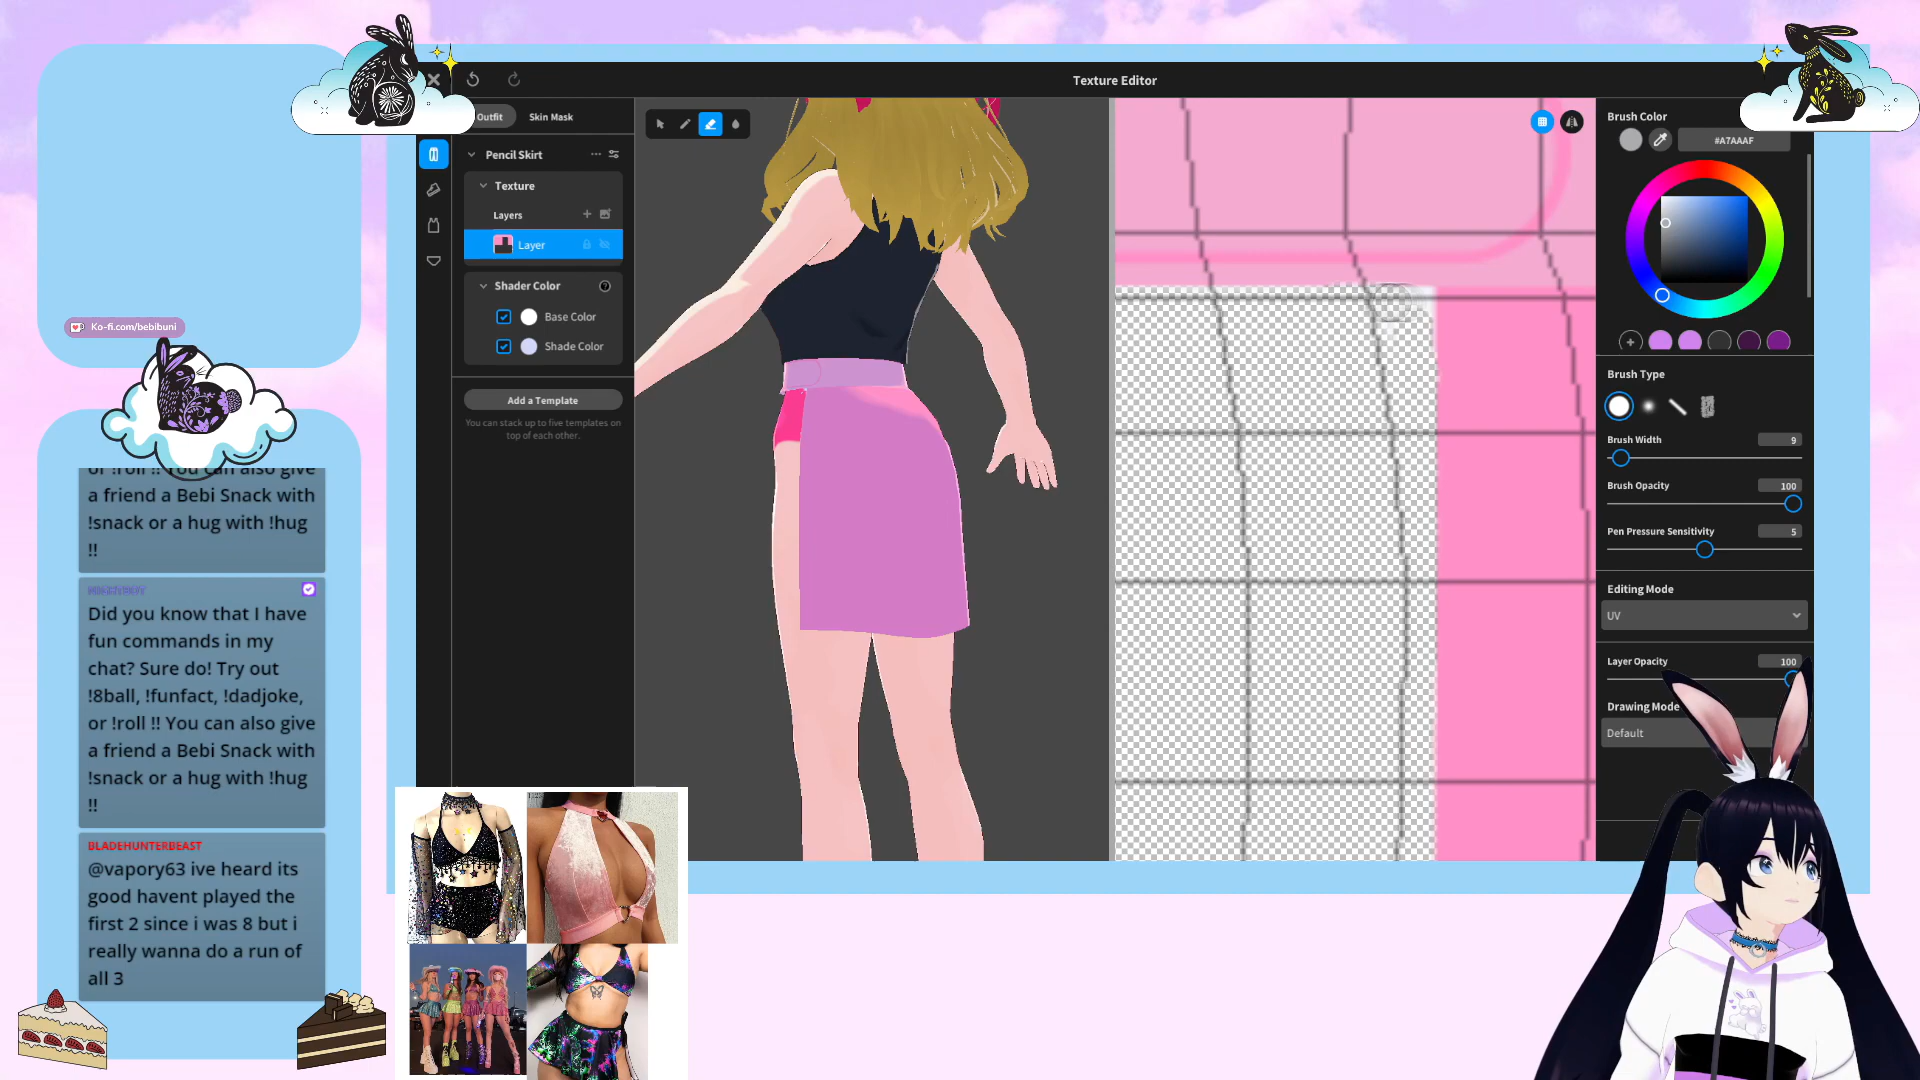 Texture Editor
Outfit
Skin Mask
Pencil Skirt
Texture
Layers
Layer
Shader Color
Base Color
Shade Color
Add a Template
You can stack up to five templates on
top of each other.
Brush Color
#A7AAAF
Brush Type
Brush Width
9
Brush Opacity
100
Pen Pressure Sensitivity
5
Editing Mode
UV
Layer Opacity
100
Drawing Mode
Default
Ko-fi.com/bebibuni
or !roll !! You can also give
a friend a Bebi Snack with
!snack or a hug with !hug
!!
Did you know that I have
fun commands in my
chat? Sure do! Try out
!8ball, !funfact, !dadjoke,
or !roll !! You can also give
a friend a Bebi Snack with
!snack or a hug with !hug
!!
BLADEHUNTERBEAST
@vapory63 ive heard its
good havent played the
first 2 since i was 8 but i
really wanna do a run of
all 3